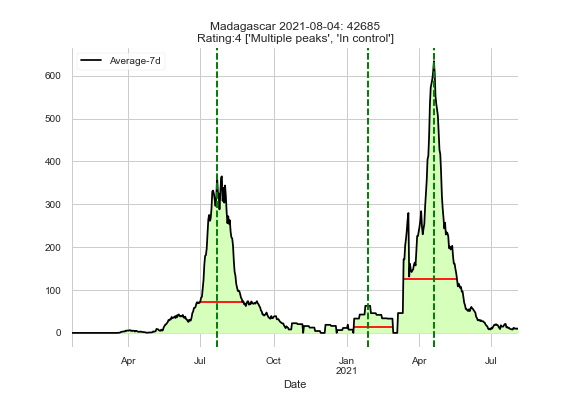 Madagascar 2021-08-04: 42685
Rating:4 ['Multiple peaks', 'In control']
Average-7d
600
500
400
300
200
100
0
Apr
Jul
Oct
Jan
2021
Apr
Jul
Date